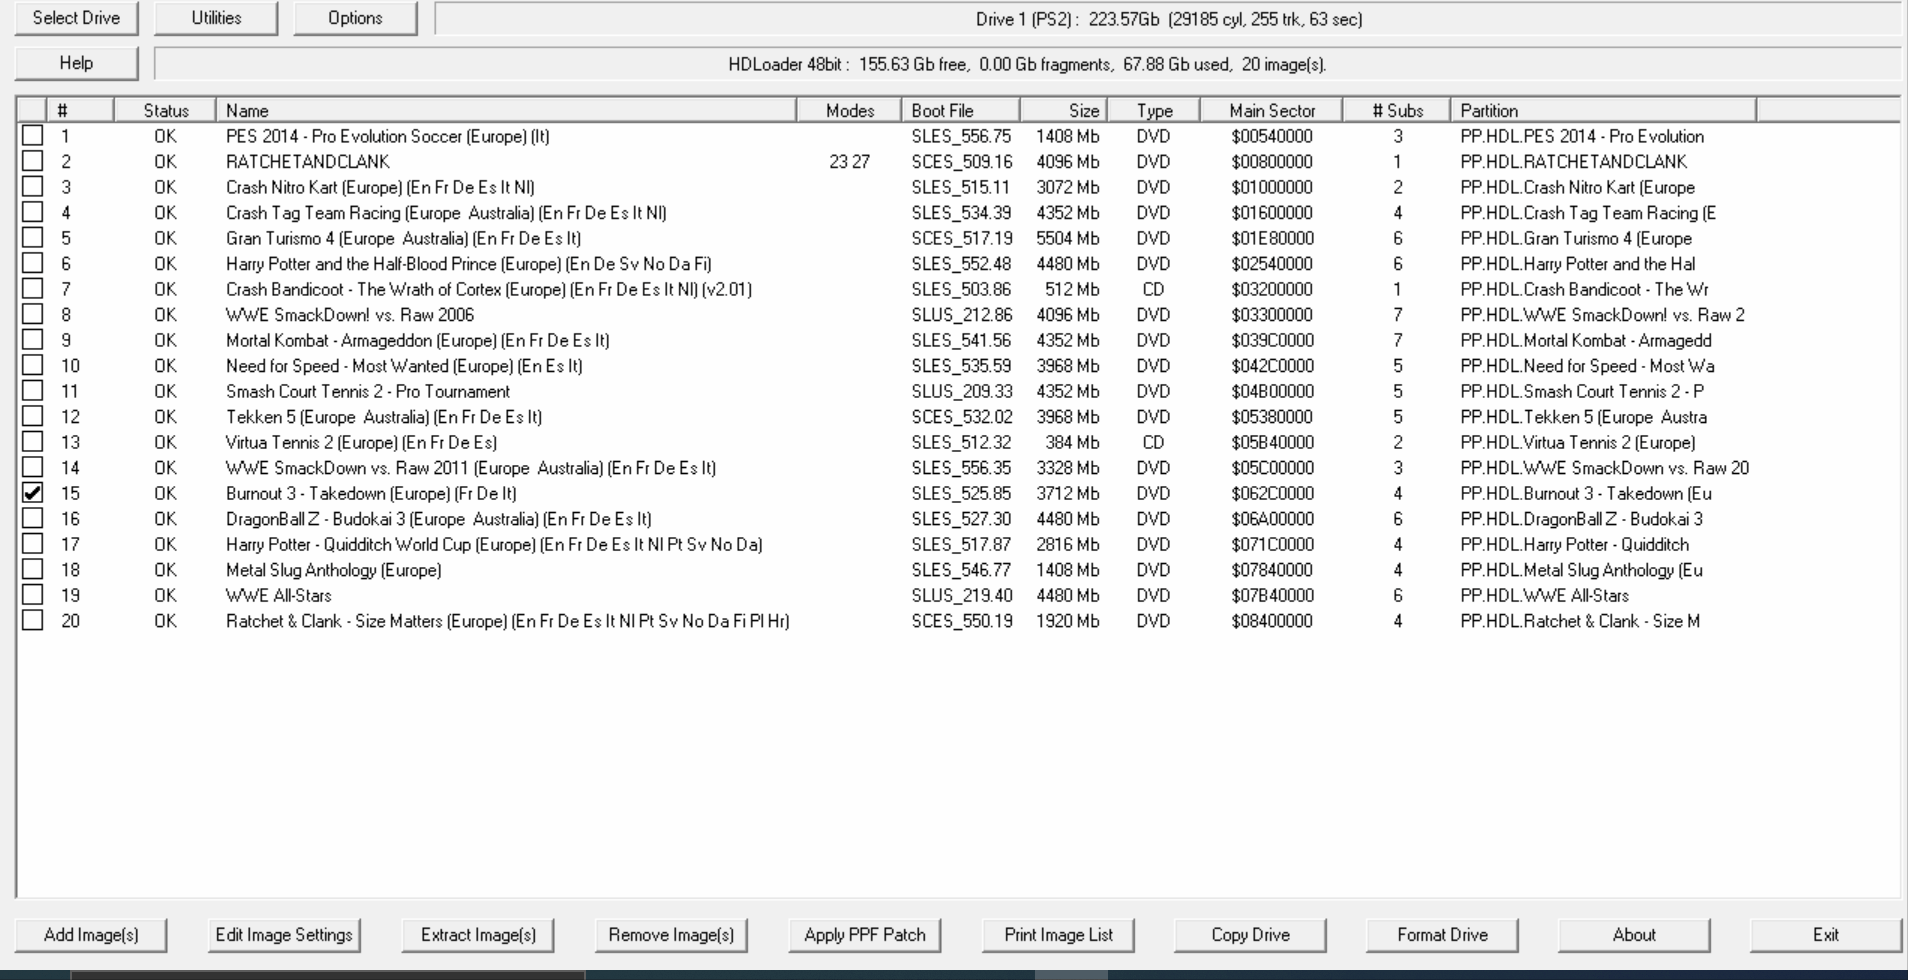 Select Drive Utilities Options Drive 1 (PS2) : 223.57Gb (29185 cyl, 255 trk, 63 sec)
Help HDLoader 48bit : 155.63 Gb free, 0.00 Gb fragments, 67.88 Gb used, 20 image(s).
# Status Name Modes Boot File Size Type Main Sector # Subs Partition
1 OK PES 2014 - Pro Evolution Soccer (Europe) (It) SLES_556.75 1408 Mb DVD $00540000 3 PP.HDL.PES 2014 - Pro Evolution
2 OK RATCHETANDCLANK 23 27 SCES_509.16 4096 Mb DVD $00800000 1 PP.HDL.RATCHETANDCLANK
3 OK Crash Nitro Kart (Europe) (En Fr De Es It Nl) SLES_515.11 3072 Mb DVD $01000000 2 PP.HDL.Crash Nitro Kart (Europe
4 OK Crash Tag Team Racing (Europe Australia) (En Fr De Es It Nl) SLES_534.39 4352 Mb DVD $01600000 4 PP.HDL.Crash Tag Team Racing (E
5 OK Gran Turismo 4 (Europe Australia) (En Fr De Es It) SCES_517.19 5504 Mb DVD $01E80000 6 PP.HDL.Gran Turismo 4 (Europe
6 OK Harry Potter and the Half-Blood Prince (Europe) (En De Sv No Da Fi) SLES_552.48 4480 Mb DVD $02540000 6 PP.HDL.Harry Potter and the Hal
7 OK Crash Bandicoot - The Wrath of Cortex (Europe) (En Fr De Es It Nl) (v2.01) SLES_503.86 512 Mb CD $03200000 1 PP.HDL.Crash Bandicoot - The Wr
8 OK WWE SmackDown! vs. Raw 2006 SLUS_212.86 4096 Mb DVD $03300000 7 PP.HDL.WWE SmackDown! vs. Raw 2
9 OK Mortal Kombat - Armageddon (Europe) (En Fr De Es It) SLES_541.56 4352 Mb DVD $039C0000 7 PP.HDL.Mortal Kombat - Armagedd
10 OK Need for Speed - Most Wanted (Europe) (En Es It) SLES_535.59 3968 Mb DVD $042C0000 5 PP.HDL.Need for Speed - Most Wa
11 OK Smash Court Tennis 2 - Pro Tournament SLUS_209.33 4352 Mb DVD $04B00000 5 PP.HDL.Smash Court Tennis 2 - P
12 OK Tekken 5 (Europe Australia) (En Fr De Es It) SCES_532.02 3968 Mb DVD $05380000 5 PP.HDL.Tekken 5 (Europe Austra
13 OK Virtua Tennis 2 (Europe) (En Fr De Es) SLES_512.32 384 Mb CD $05B40000 2 PP.HDL.Virtua Tennis 2 (Europe)
14 OK WWE SmackDown vs. Raw 2011 (Europe Australia) (En Fr De Es It) SLES_556.35 3328 Mb DVD $05C00000 3 PP.HDL.WWE SmackDown vs. Raw 20
15 OK Burnout 3 - Takedown (Europe) (Fr De It) SLES_525.85 3712 Mb DVD $062C0000 4 PP.HDL.Burnout 3 - Takedown (Eu
16 OK DragonBall Z - Budokai 3 (Europe Australia) (En Fr De Es It) SLES_527.30 4480 Mb DVD $06A00000 6 PP.HDL.DragonBall Z - Budokai 3
17 OK Harry Potter - Quidditch World Cup (Europe) (En Fr De Es It Nl Pt Sv No Da) SLES_517.87 2816 Mb DVD $071C0000 4 PP.HDL.Harry Potter - Quidditch
18 OK Metal Slug Anthology (Europe) SLES_546.77 1408 Mb DVD $07840000 4 PP.HDL.Metal Slug Anthology (Eu
19 OK WWE All-Stars SLUS_219.40 4480 Mb DVD $07B40000 6 PP.HDL.WWE All-Stars
20 OK Ratchet & Clank - Size Matters (Europe) (En Fr De Es It Nl Pt Sv No Da Fi Pl Hr) SCES_550.19 1920 Mb DVD $08400000 4 PP.HDL.Ratchet & Clank - Size M
Add Image(s) Edit Image Settings Extract Image(s) Remove Image(s) Apply PPF Patch Print Image List Copy Drive Format Drive About Exit